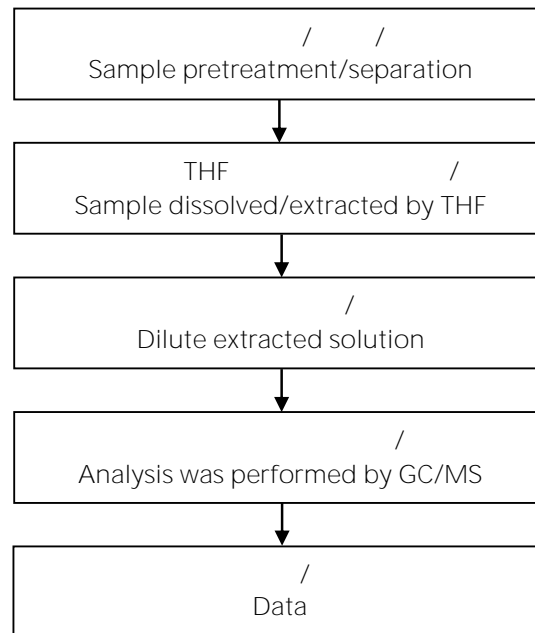 / /
Sample pretreatment/separation
THF /
Sample dissolved/extracted by THF
/
Dilute extracted solution
/
Analysis was performed by GC/MS
/
Data